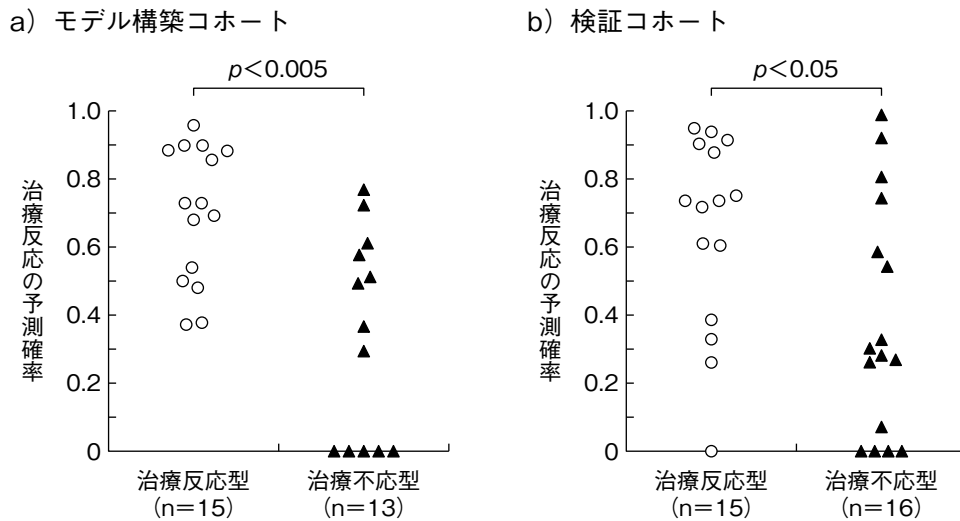 a）モデル構築コホート
p＜0.005
治療反応の予測確率
1.0
0.8
0.6
0.4
0.2
0
治療反応型
（n＝15）
治療不応型
（n＝13）
b）検証コホート
p＜0.05
治療反応の予測確率
1.0
0.8
0.6
0.4
0.2
0
治療反応型
（n＝15）
治療不応型
（n＝16）